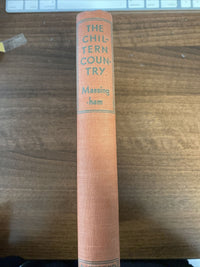 THE
CHIL-
TERN
COUN-
TRY.
Massing
-ham